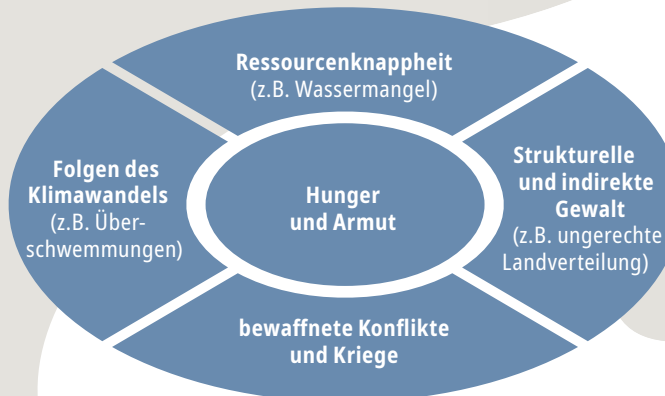 Ressourcenknappheit
(z.B. Wassermangel)
Folgen des
Klimawandels
(z.B. Über-
schwemmungen)
Hunger
und Armut
Strukturelle
und indirekte
Gewalt
(z.B. ungerechte
Landverteilung)
bewaffnete Konflikte
und Kriege